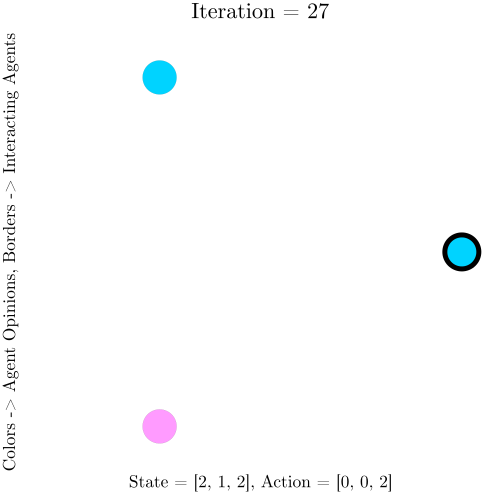 Iteration = 27
Colors -> Agent Opinions, Borders -> Interacting Agents
State = [2, 1, 2], Action = [0, 0, 2]